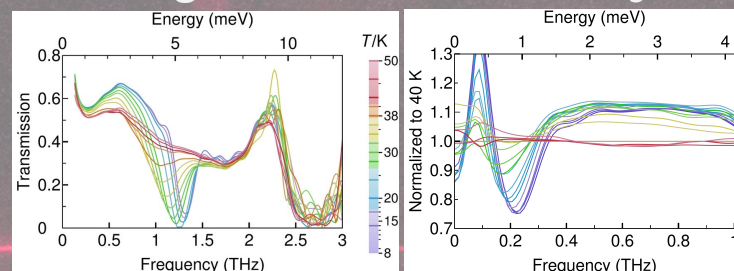 Energy (meV)
0 5 10
T/K
0.8
0.6
0.4
0.2
0
Transmission
50
38
30
20
15
8
0 0.5 1 1.5 2 2.5 3
Frequency (THz)
Energy (meV)
0 1 2 3 4
1.3
1.2
1.1
1.0
0.9
0.8
0.7
Normalized to 40 K
0 0.2 0.4 0.6 0.8 1
Frequency (THz)